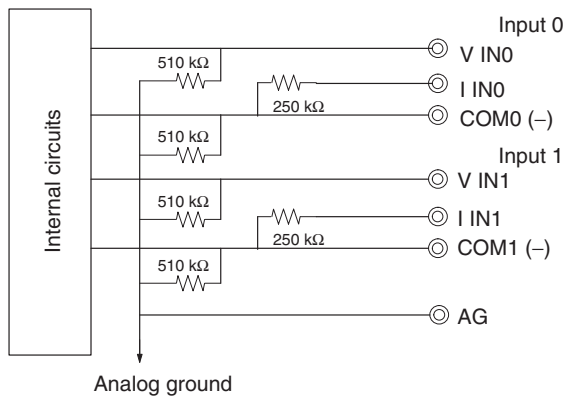 Internal circuits
Input 0
510 kΩ
V IN0
I IN0
250 kΩ
COM0 (–)
510 kΩ
Input 1
V IN1
510 kΩ
I IN1
250 kΩ
COM1 (–)
510 kΩ
AG
Analog ground